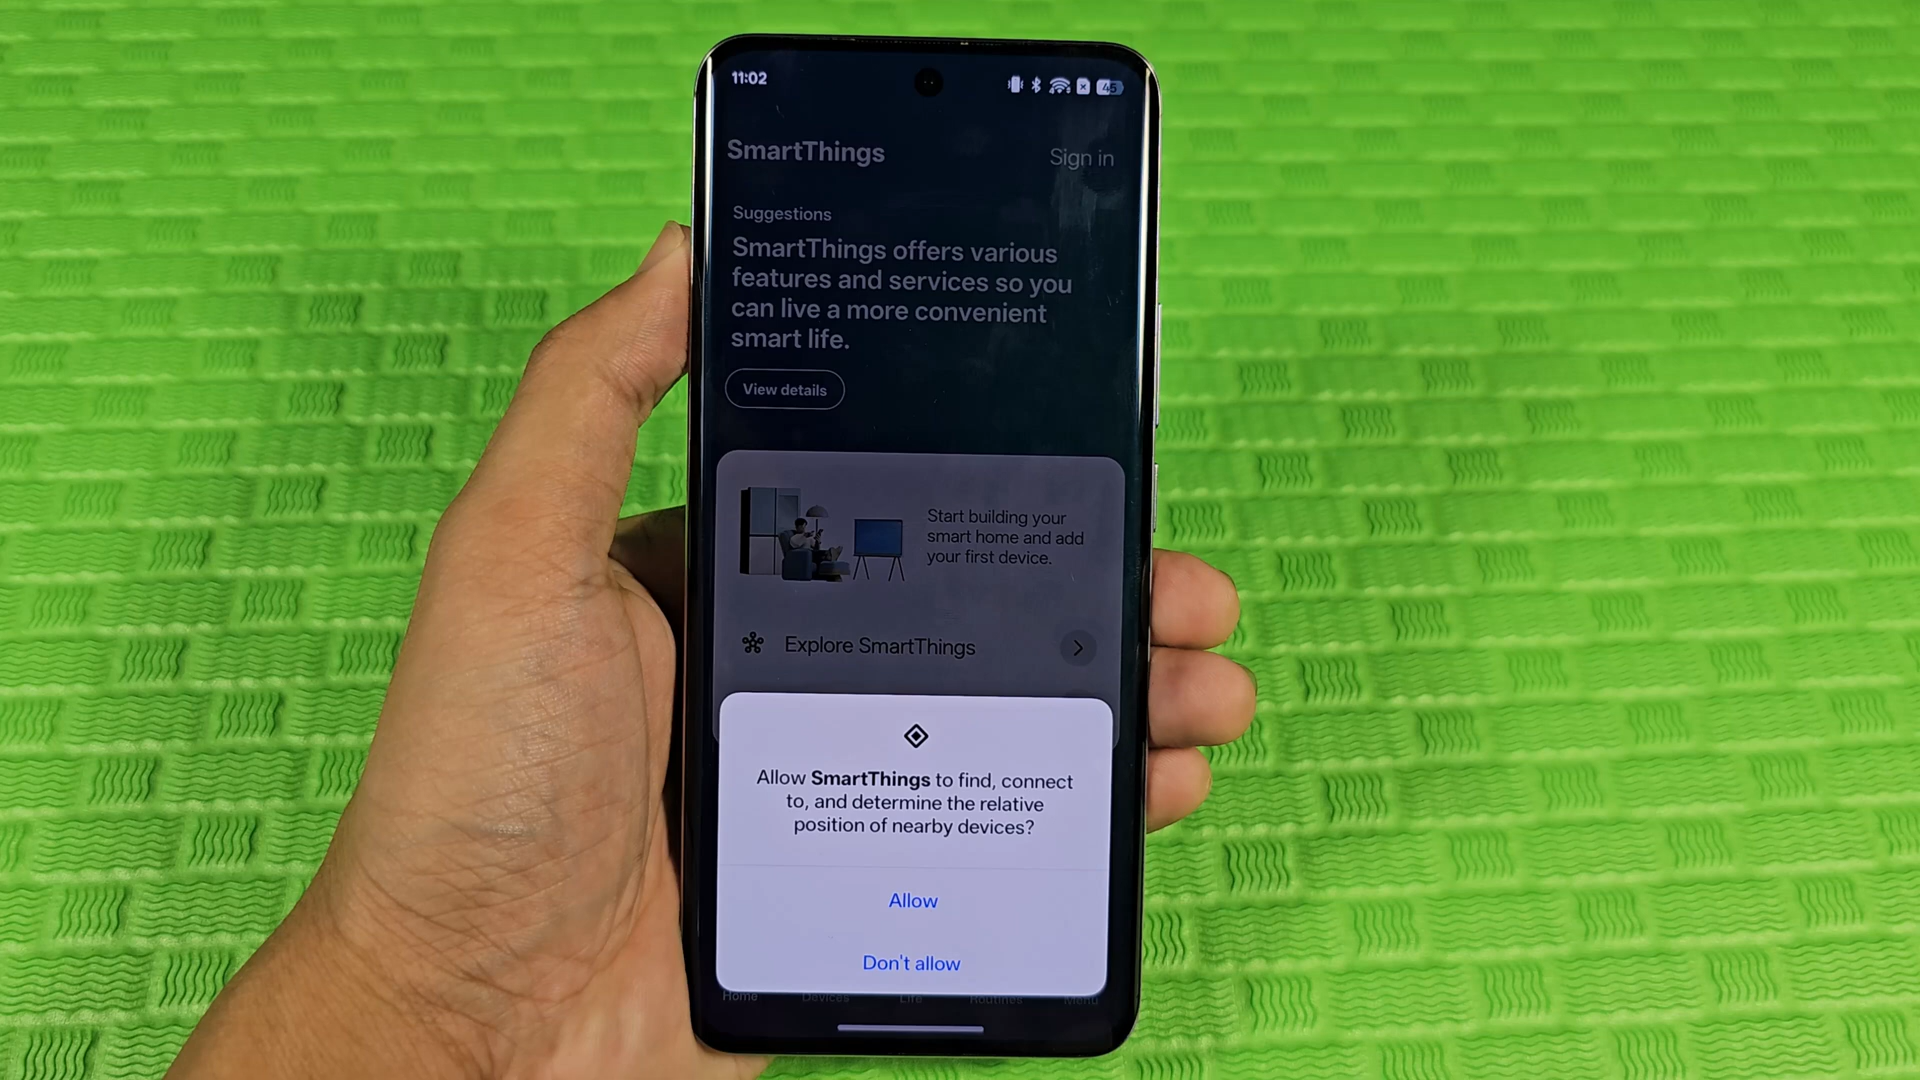 11:02
45
SmartThings
Sign in
Suggestions
SmartThings offers various
features and services so you
can live a more convenient
smart life.
View details
Start building your
smart home and add
your first device.
Explore SmartThings
Allow SmartThings to find, connect
to, and determine the relative
position of nearby devices?
Allow
Don't allow
Home Devices Life Routines Menu